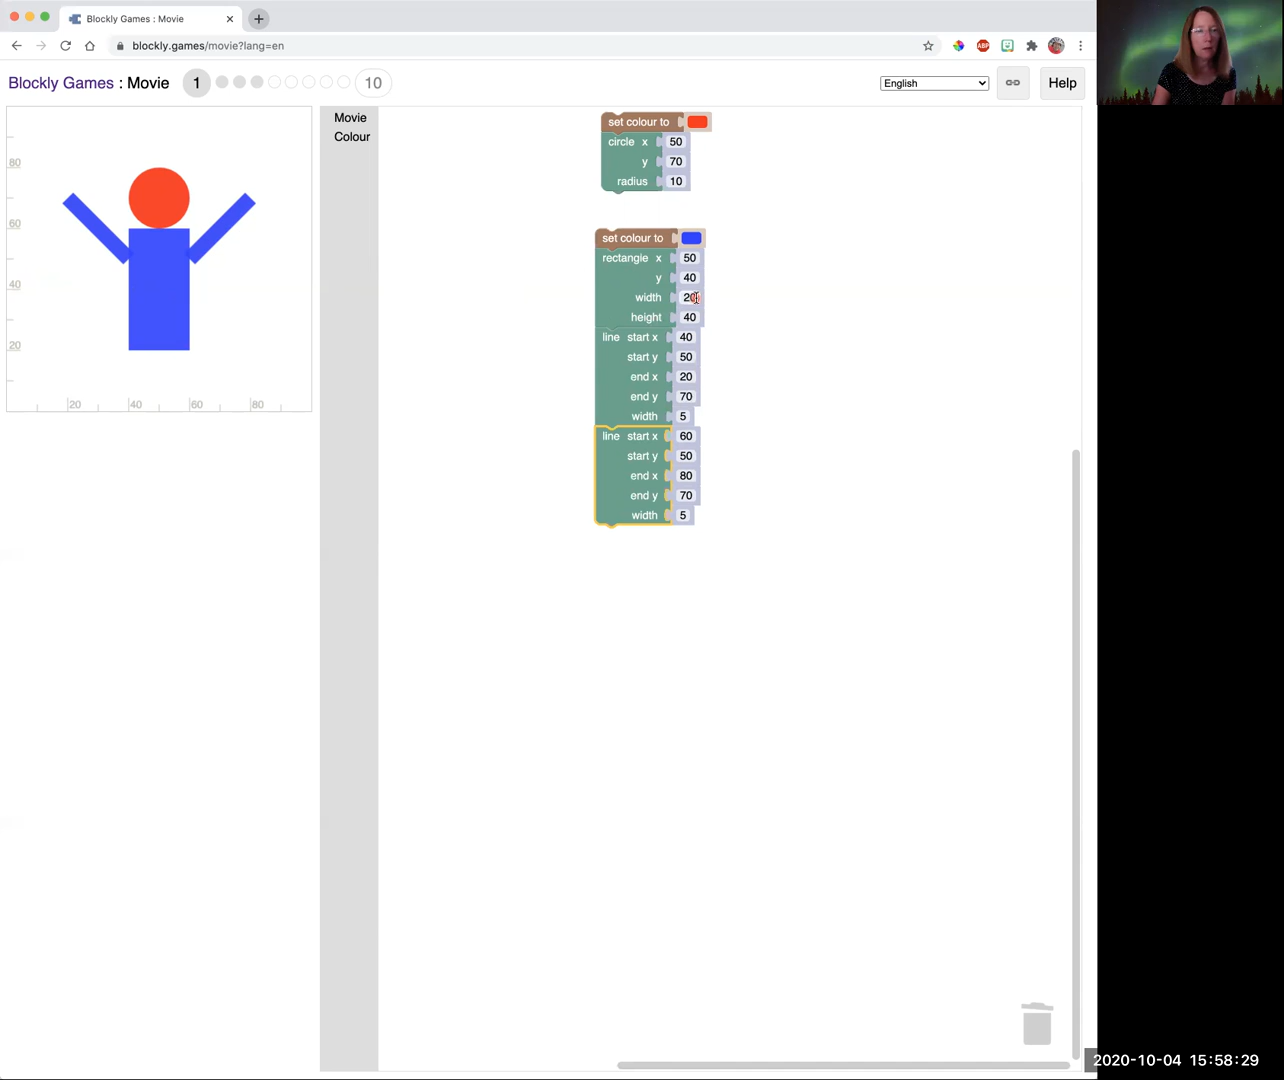 Blockly Games : Movie
blockly.games/movie?lang=en
ABP
Blockly Games : Movie 1 10 English Help
80
60
40
20
20 40 60 80
Movie
Colour
set colour to
circle x 50
y 70
radius 10
set colour to
rectangle x 50
y 40
width 20
height 40
line start x 40
start y 50
end x 20
end y 70
width 5
line start x 60
start y 50
end x 80
end y 70
width 5
2020-10-04 15:58:29